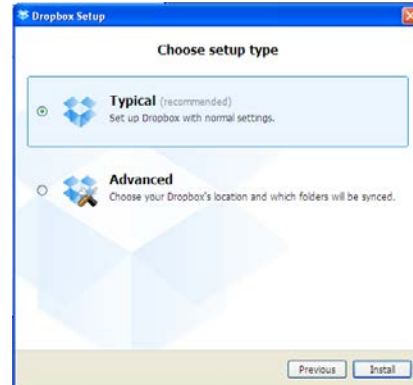 Dropbox Setup
Choose setup type
Typical (recommended)
Set up Dropbox with normal settings.
Advanced
Choose your Dropbox's location and which folders will be synced.
Previous Install